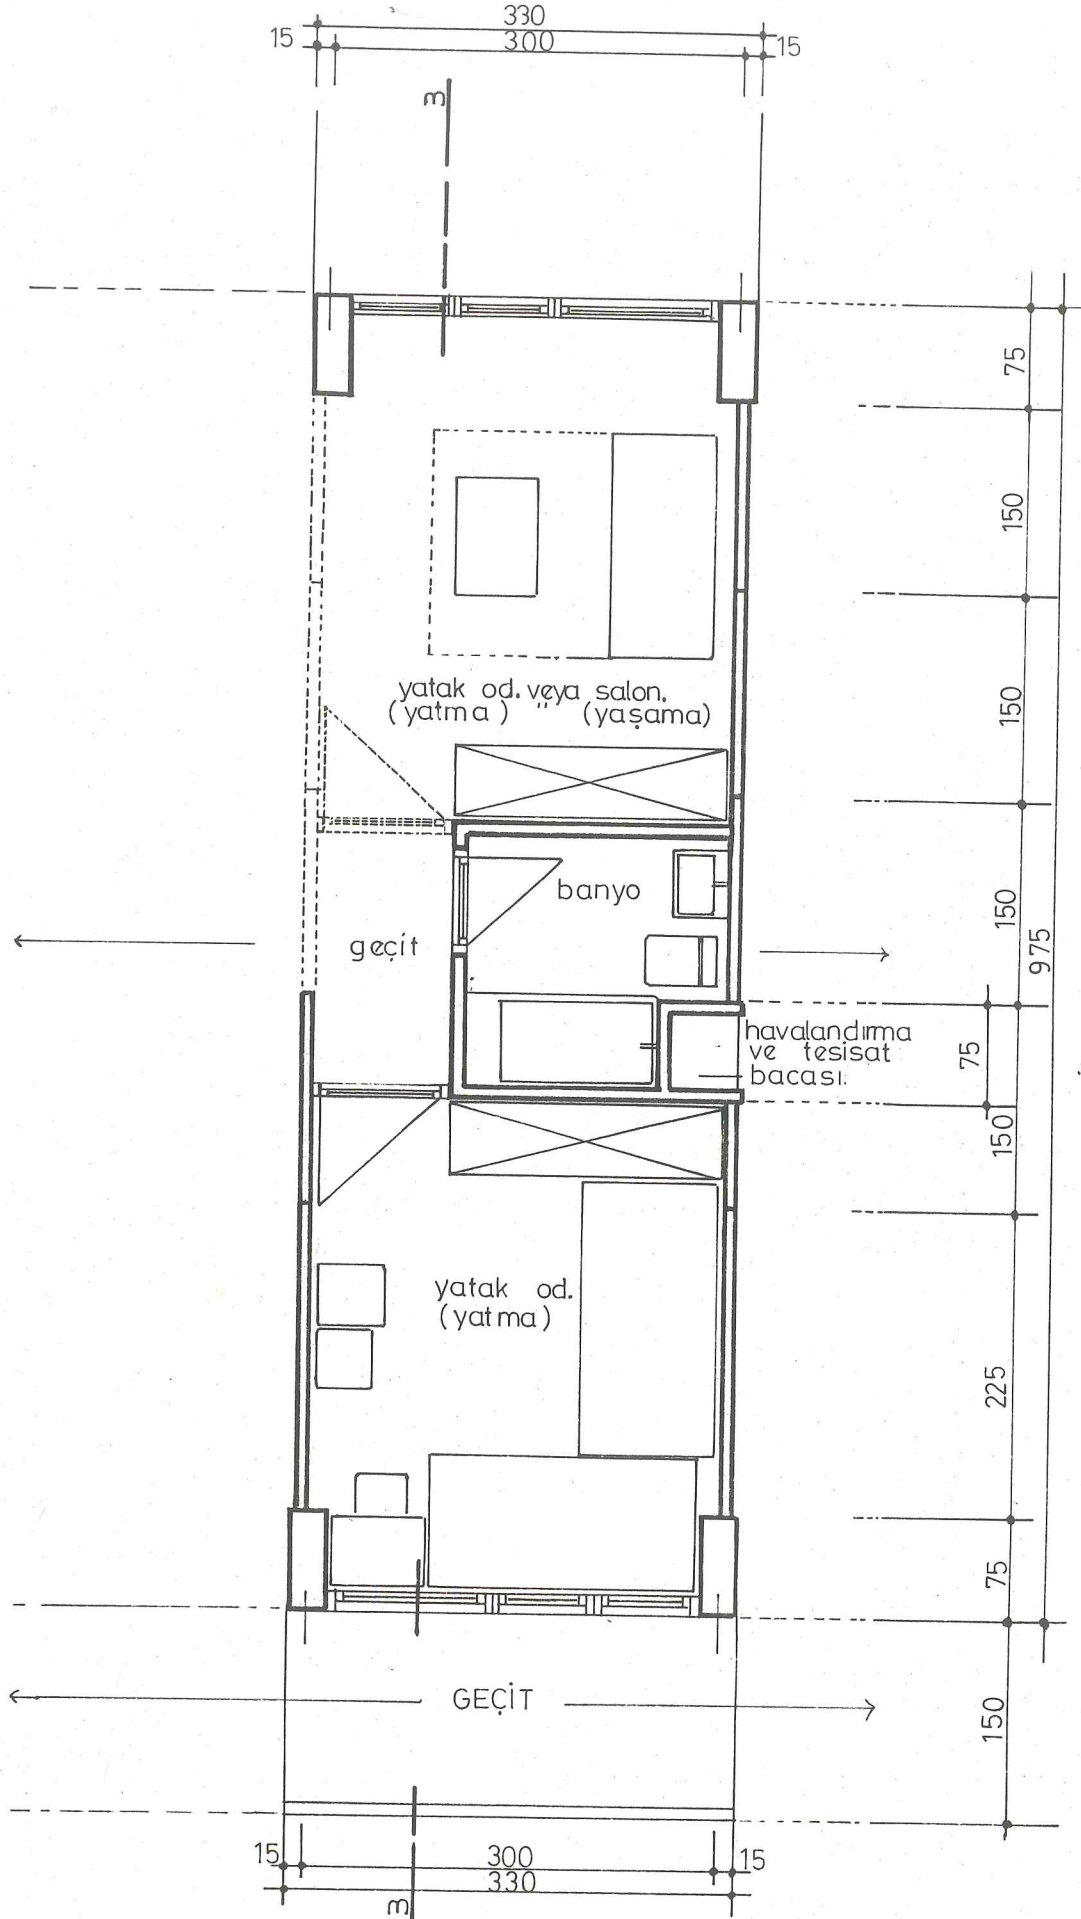 330
15 300 15
3
75
150
yatak od. veya salon.
(yatma) " (yaşama)
150
banyo
150
geçit
975
havalandırma
ve tesisat
bacası.
75
150
yatak od.
(yatma)
225
75
GEÇİT
150
15 300 15
330
3